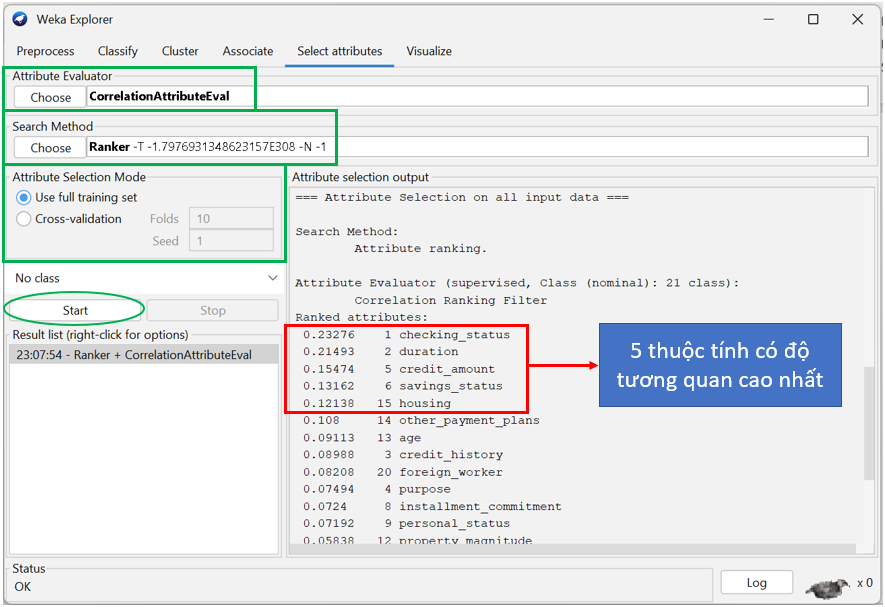 Weka Explorer
Preprocess Classify Cluster Associate Select attributes Visualize
Attribute Evaluator
Choose CorrelationAttributeEval
Search Method
Choose Ranker -T -1.7976931348623157E308 -N -1
Attribute Selection Mode
Use full training set
Cross-validation Folds 10
Seed 1
No class
Start Stop
Result list (right-click for options)
23:07:54 - Ranker + CorrelationAttributeEval
Attribute selection output
=== Attribute Selection on all input data ===
Search Method:
Attribute ranking.
Attribute Evaluator (supervised, Class (nominal): 21 class):
Correlation Ranking Filter
Ranked attributes:
0.23276 1 checking_status
0.21493 2 duration
0.15474 5 credit_amount
0.13162 6 savings_status
0.12138 15 housing
0.108 14 other_payment_plans
0.09113 13 age
0.08988 3 credit_history
0.08208 20 foreign_worker
0.07494 4 purpose
0.0724 8 installment_commitment
0.07192 9 personal_status
0.05838 12 property_magnitude
5 thuộc tính có độ
tương quan cao nhất
Status
OK
Log x 0